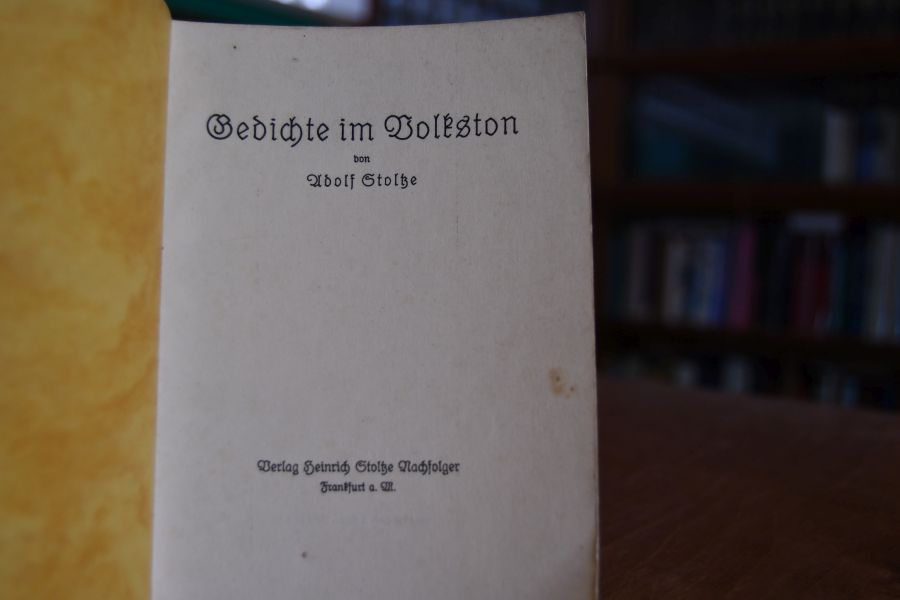 Gedichte im Volkston
von
Adolf Stoltze
Verlag Heinrich Stoltze Nachfolger
Frankfurt a. M.